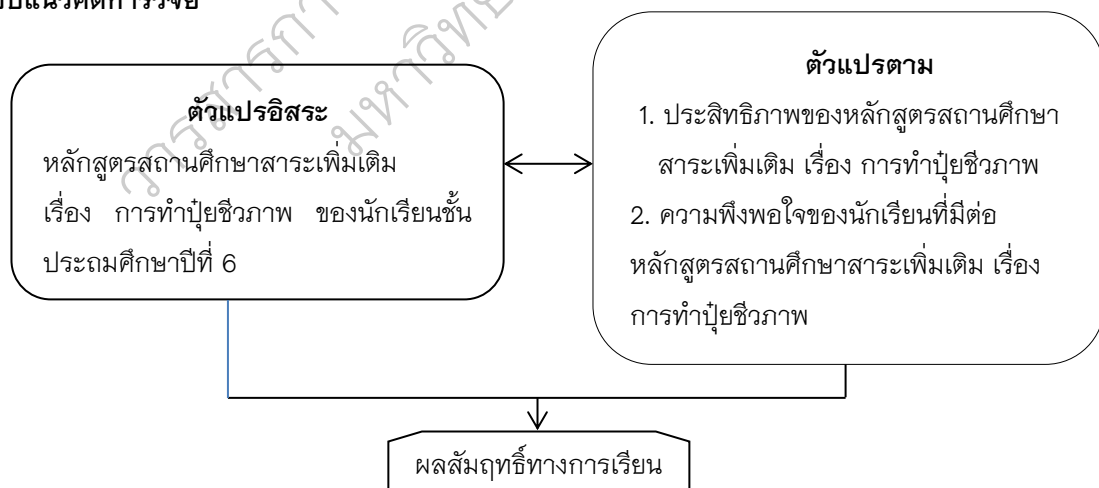 ตัวแปรอิสระ
หลักสูตรสถานศึกษาสาระเพิ่มเติม
เรื่อง การทำปุ๋ยชีวภาพ ของนักเรียนชั้น
ประถมศึกษาปีที่ 6
ตัวแปรตาม
1. ประสิทธิภาพของหลักสูตรสถานศึกษา
สาระเพิ่มเติม เรื่อง การทำปุ๋ยชีวภาพ
2. ความพึงพอใจของนักเรียนที่มีต่อ
หลักสูตรสถานศึกษาสาระเพิ่มเติม เรื่อง
การทำปุ๋ยชีวภาพ
ผลสัมฤทธิ์ทางการเรียน